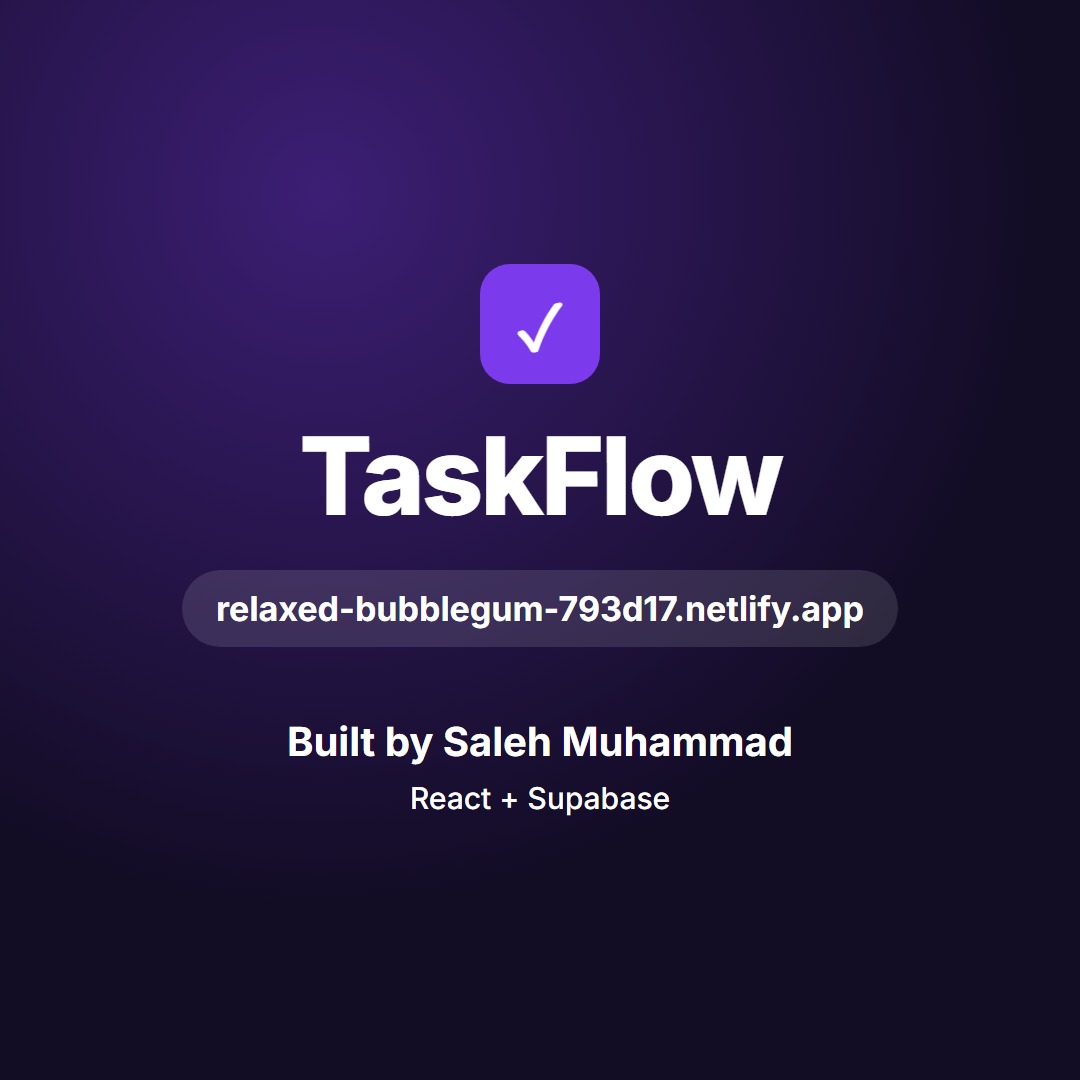 TaskFlow
relaxed-bubblegum-793d17.netlify.app
Built by Saleh Muhammad
React + Supabase